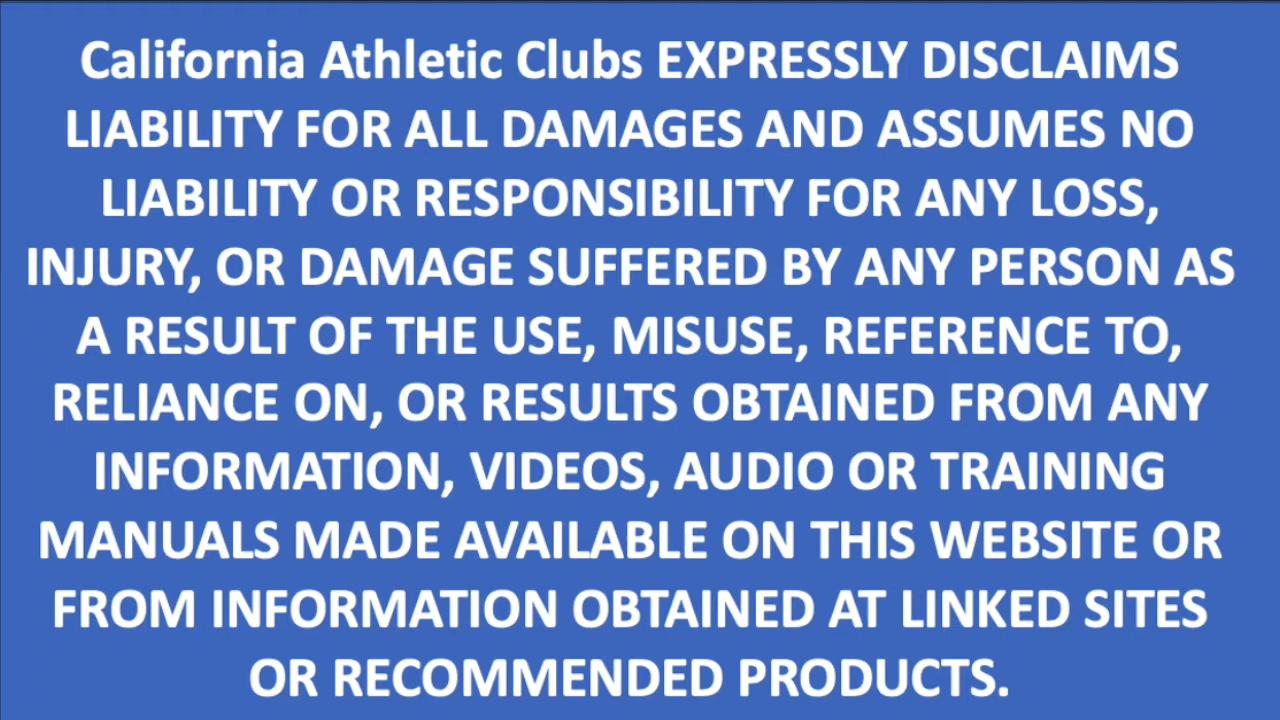 California Athletic Clubs EXPRESSLY DISCLAIMS
LIABILITY FOR ALL DAMAGES AND ASSUMES NO
LIABILITY OR RESPONSIBILITY FOR ANY LOSS,
INJURY, OR DAMAGE SUFFERED BY ANY PERSON AS
A RESULT OF THE USE, MISUSE, REFERENCE TO,
RELIANCE ON, OR RESULTS OBTAINED FROM ANY
INFORMATION, VIDEOS, AUDIO OR TRAINING
MANUALS MADE AVAILABLE ON THIS WEBSITE OR
FROM INFORMATION OBTAINED AT LINKED SITES
OR RECOMMENDED PRODUCTS.